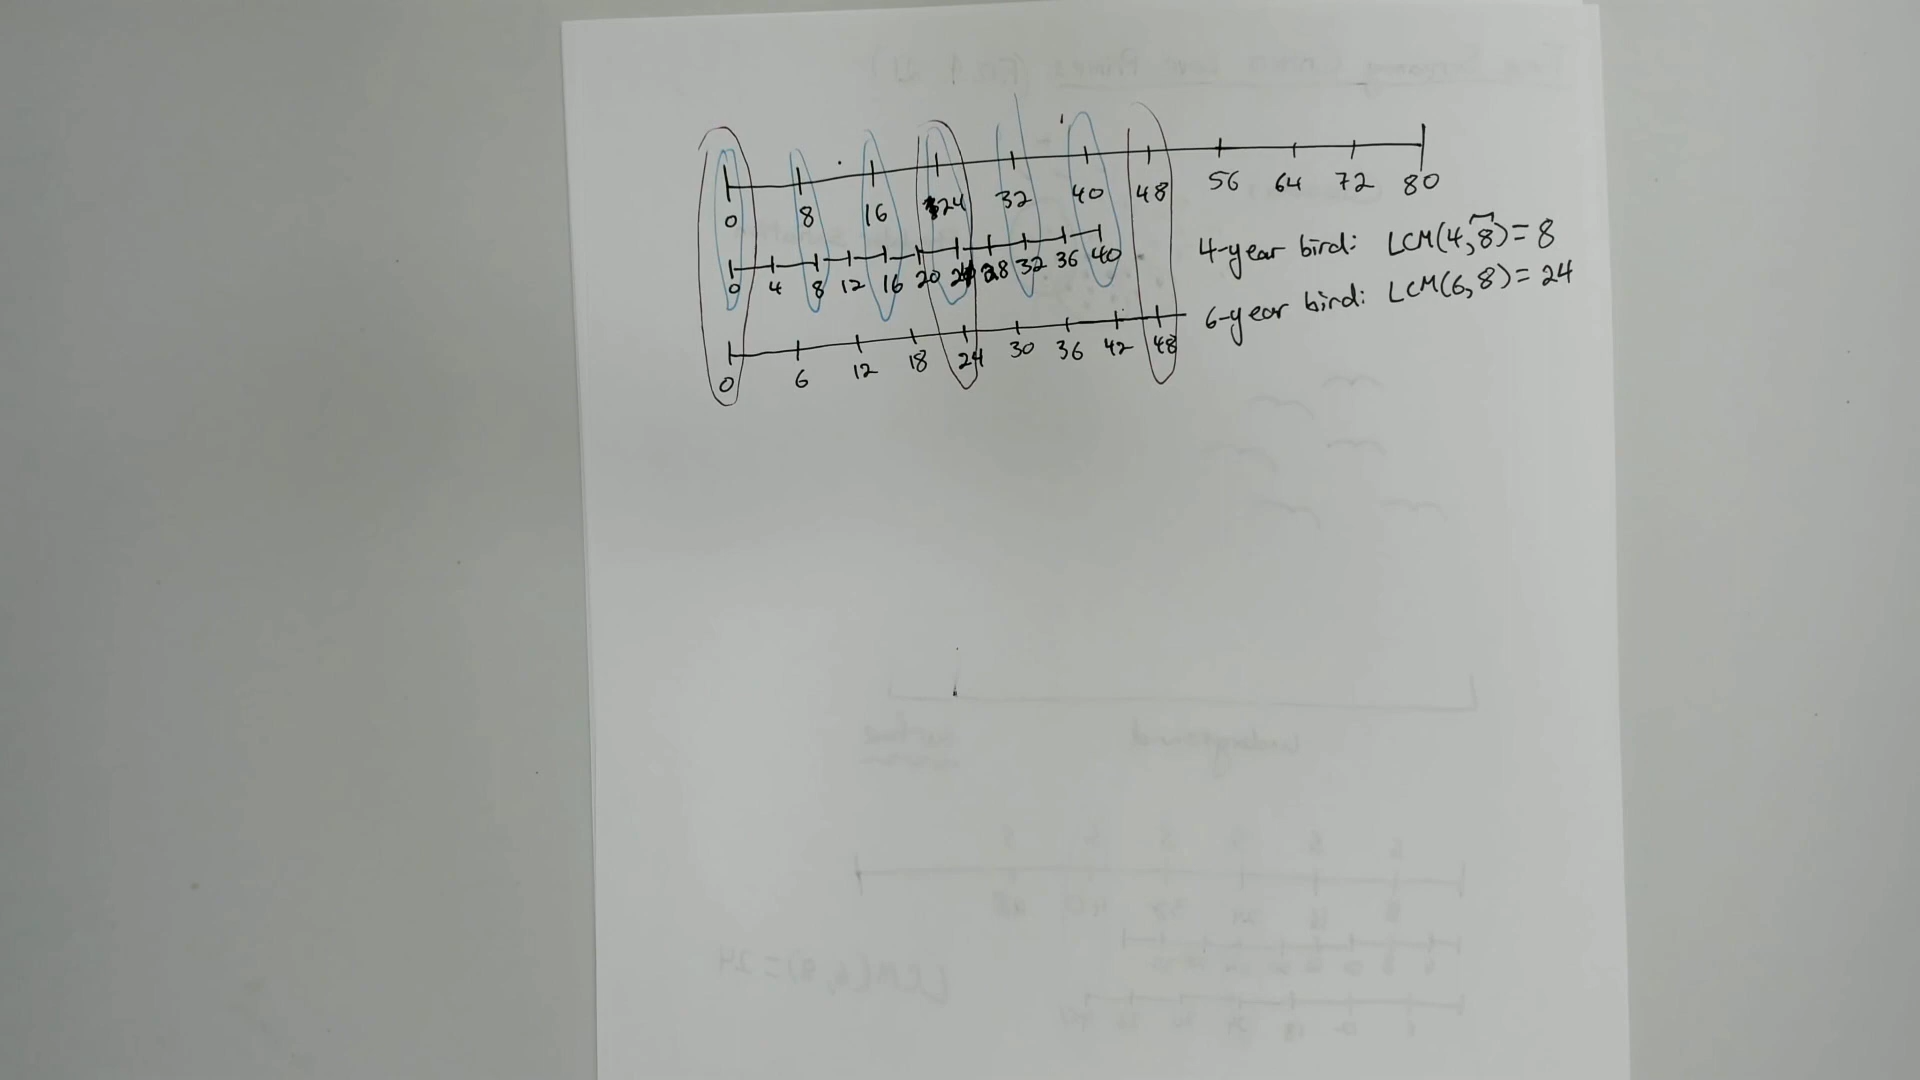 0 8 16 24 32 40 48 56 64 72 80
0 4 8 12 16 20 24 28 32 36 40
4-year bird: LCM(4,8)=8
6-year bird: LCM(6,8)=24
0 6 12 18 24 30 36 42 48